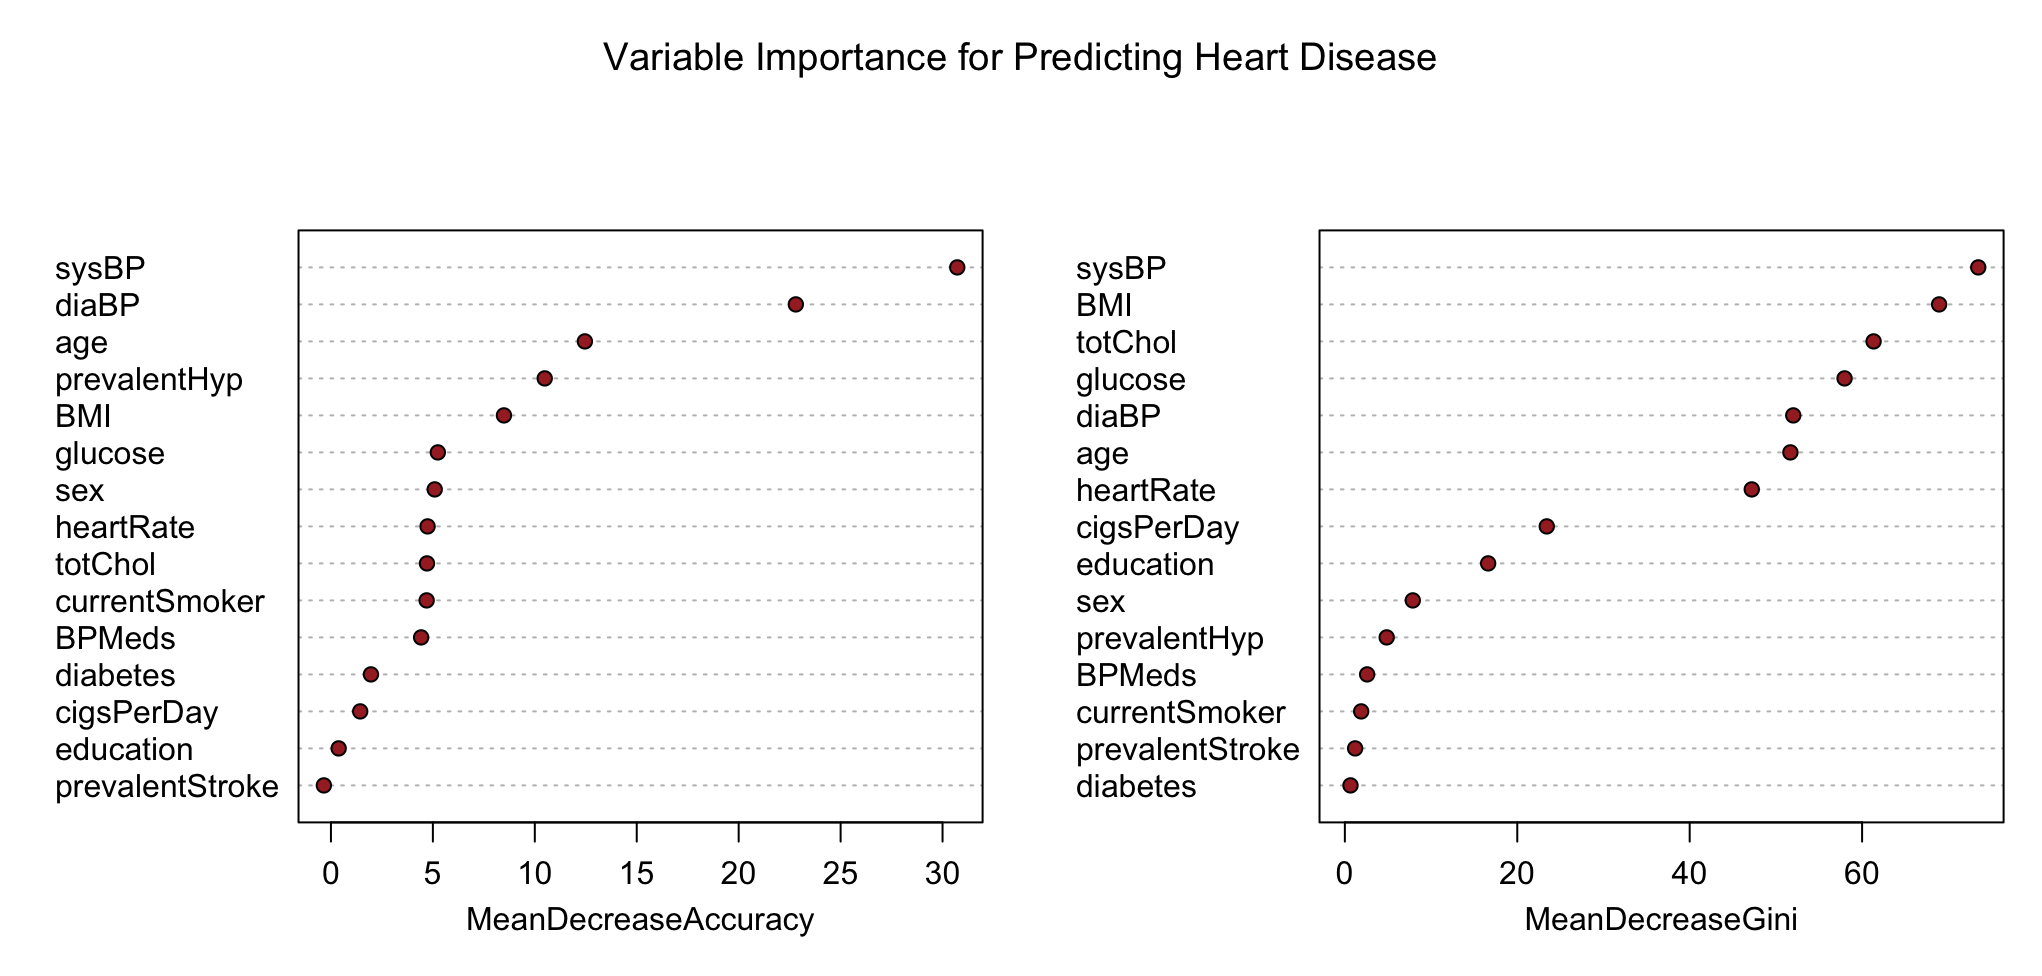 Variable Importance for Predicting Heart Disease
sysBP
diaBP
age
prevalentHyp
BMI
glucose
sex
heartRate
totChol
currentSmoker
BPMeds
diabetes
cigsPerDay
education
prevalentStroke
0 5 10 15 20 25 30
MeanDecreaseAccuracy
sysBP
BMI
totChol
glucose
diaBP
age
heartRate
cigsPerDay
education
sex
prevalentHyp
BPMeds
currentSmoker
prevalentStroke
diabetes
0 20 40 60
MeanDecreaseGini